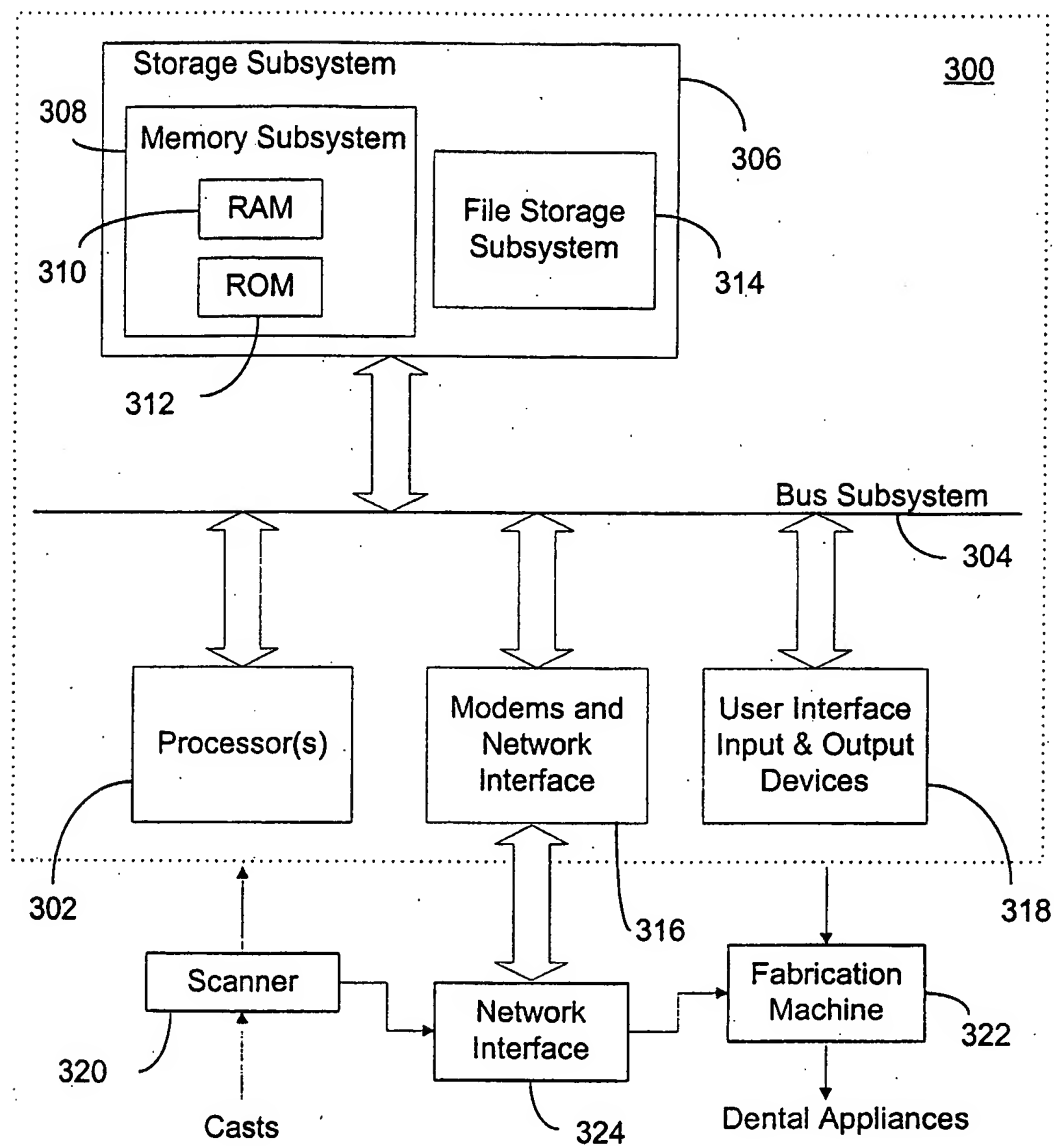 Storage Subsystem
300
308
Memory Subsystem
306
RAM
File Storage
Subsystem
310
ROM
314
312
Bus Subsystem
304
Processor(s)
Modems and
Network
Interface
User Interface
Input & Output
Devices
302
316
318
Scanner
Fabrication
Machine
320
Network
Interface
322
Casts
324
Dental Appliances